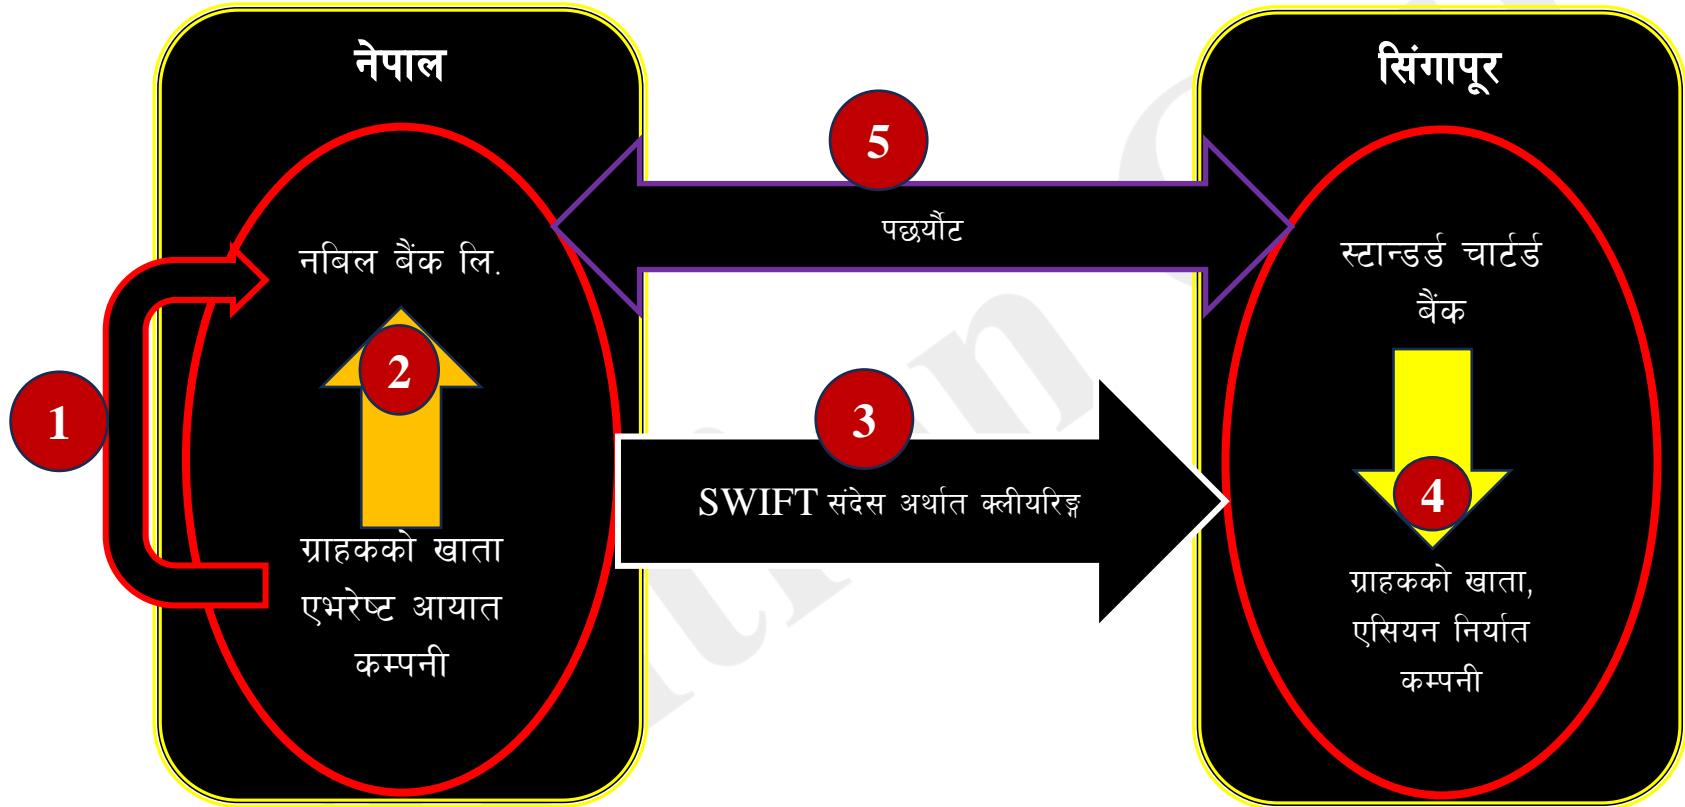 नेपाल
नबिल बैंक लि.
1
2
ग्राहकको खाता
एभरेष्ट आयात
कम्पनी
5
पछर्यौट
3
SWIFT संदेस अर्थात क्लीयरिङ्ग
सिंगापूर
स्टान्डर्ड चार्टर्ड
बैंक
4
ग्राहकको खाता,
एसियन निर्यात
कम्पनी